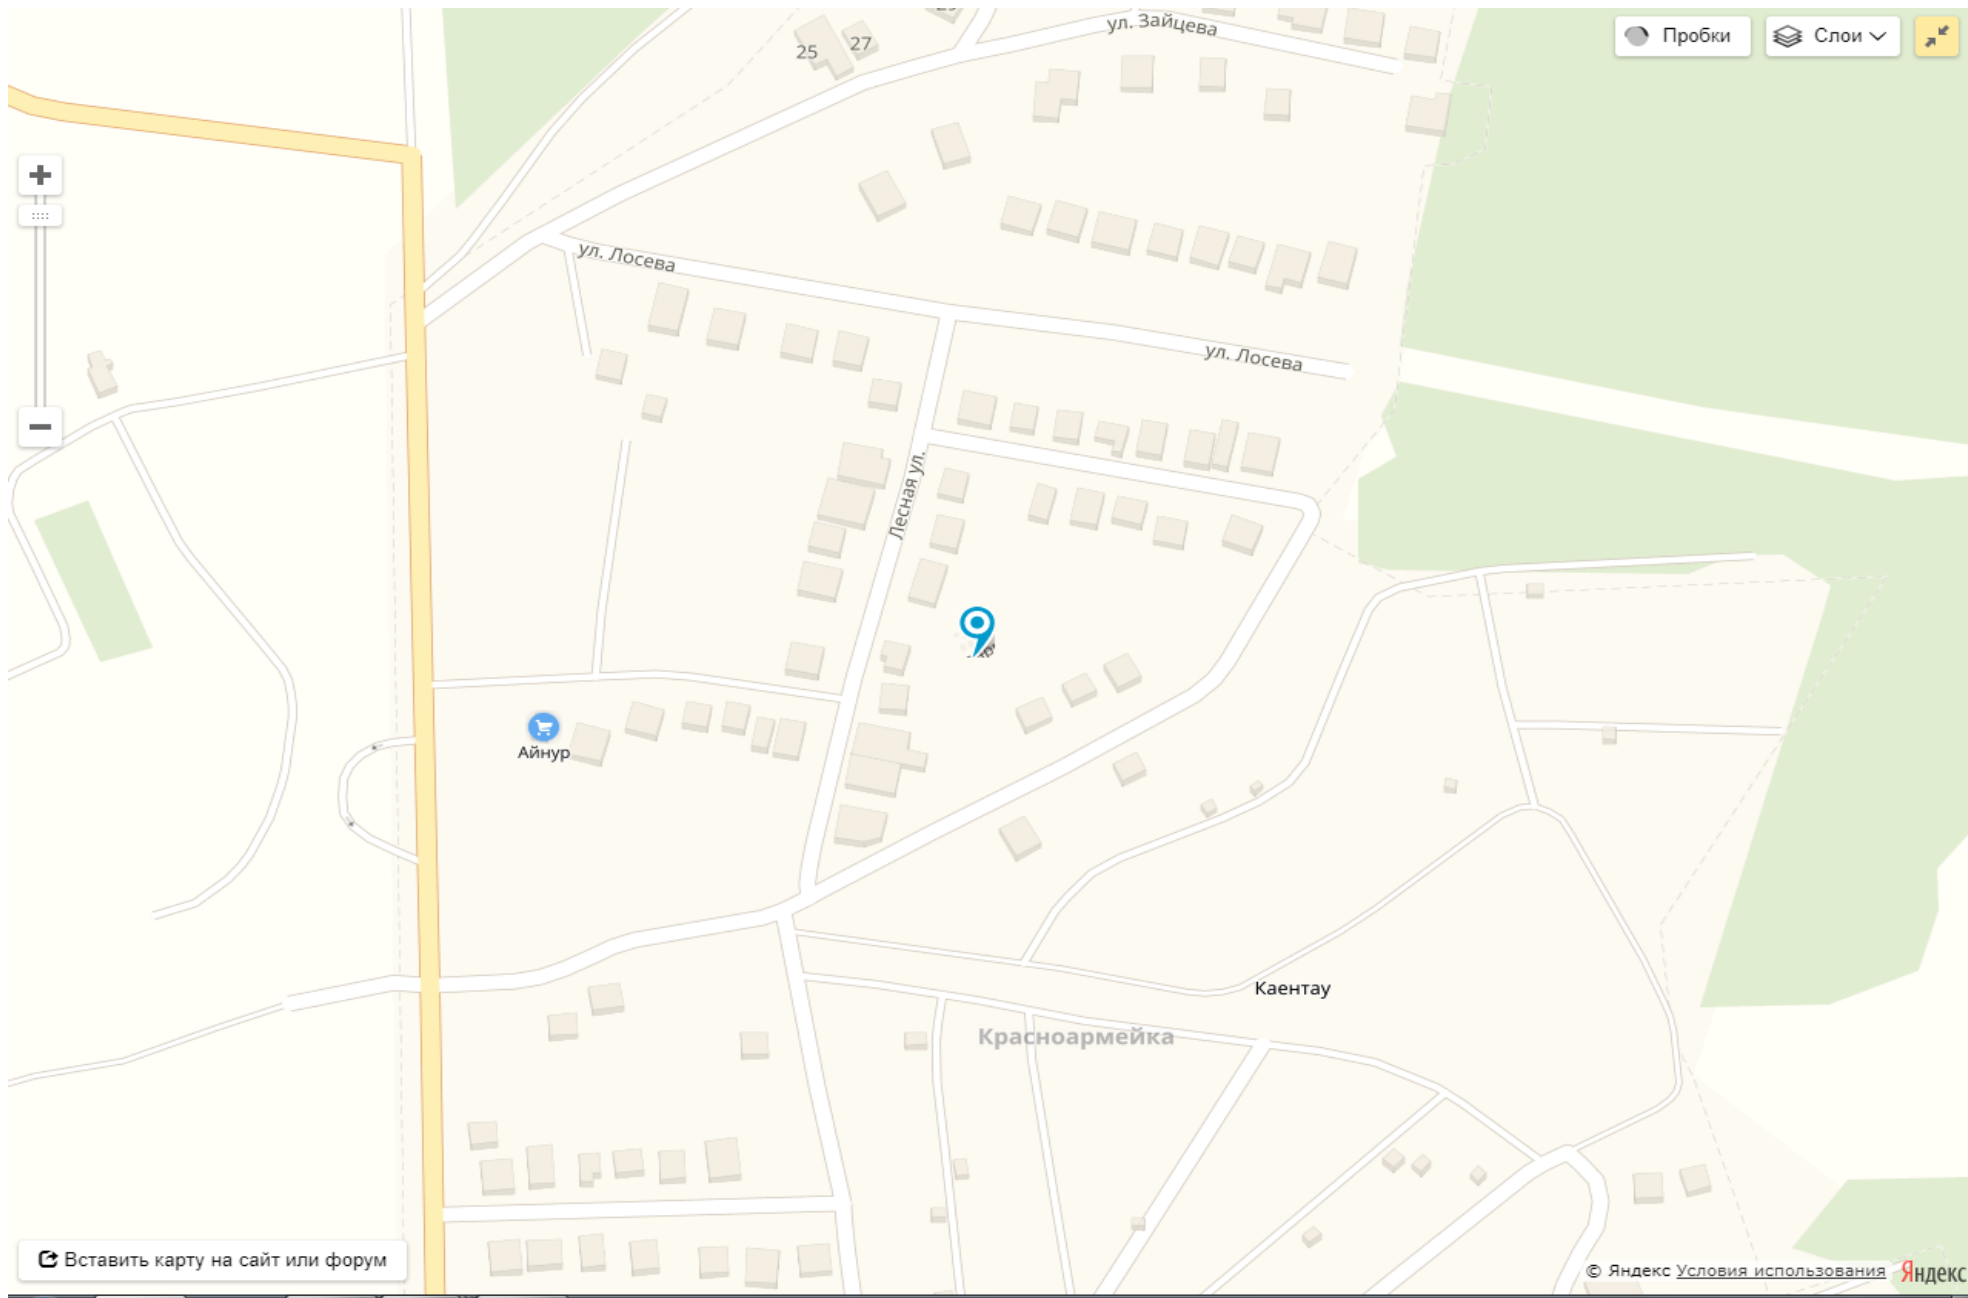 ул. Зайцева
25
27
Пробки
Слои
ул. Лосева
ул. Лосева
Лесная ул.
Айнур
Каентау
Красноармейка
Вставить карту на сайт или форум
© Яндекс Условия использования Яндекс